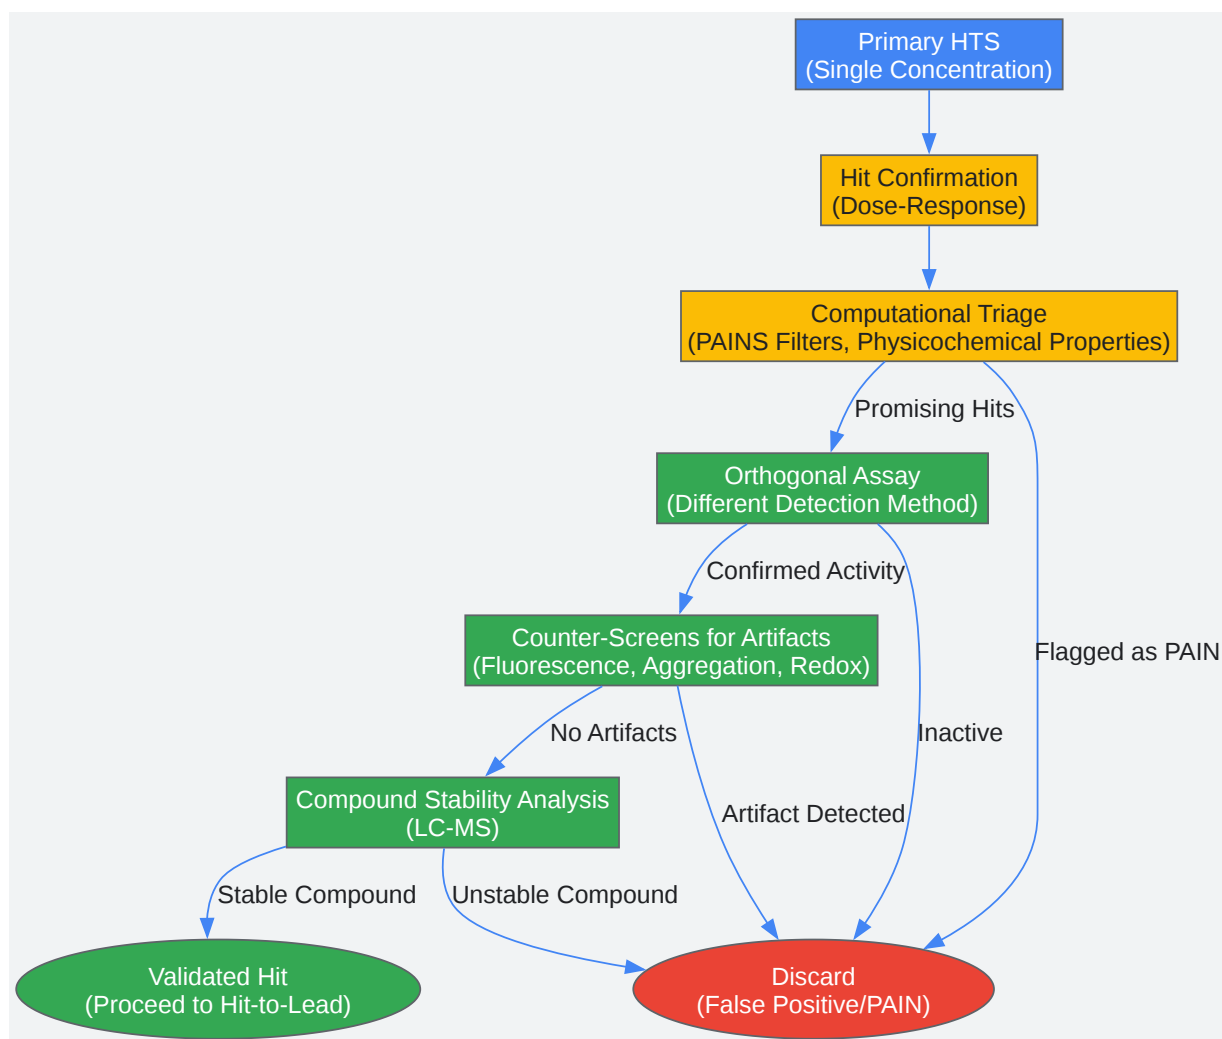 Primary HTS
(Single Concentration)
Hit Confirmation
(Dose-Response)
Computational Triage
(PAINS Filters, Physicochemical Properties)
Promising Hits
Orthogonal Assay
(Different Detection Method)
Confirmed Activity
Counter-Screens for Artifacts
(Fluorescence, Aggregation, Redox)
Flagged as PAIN
No Artifacts
Inactive
Compound Stability Analysis
(LC-MS)
Artifact Detected
Stable Compound
Unstable Compound
Validated Hit
(Proceed to Hit-to-Lead)
Discard
(False Positive/PAIN)